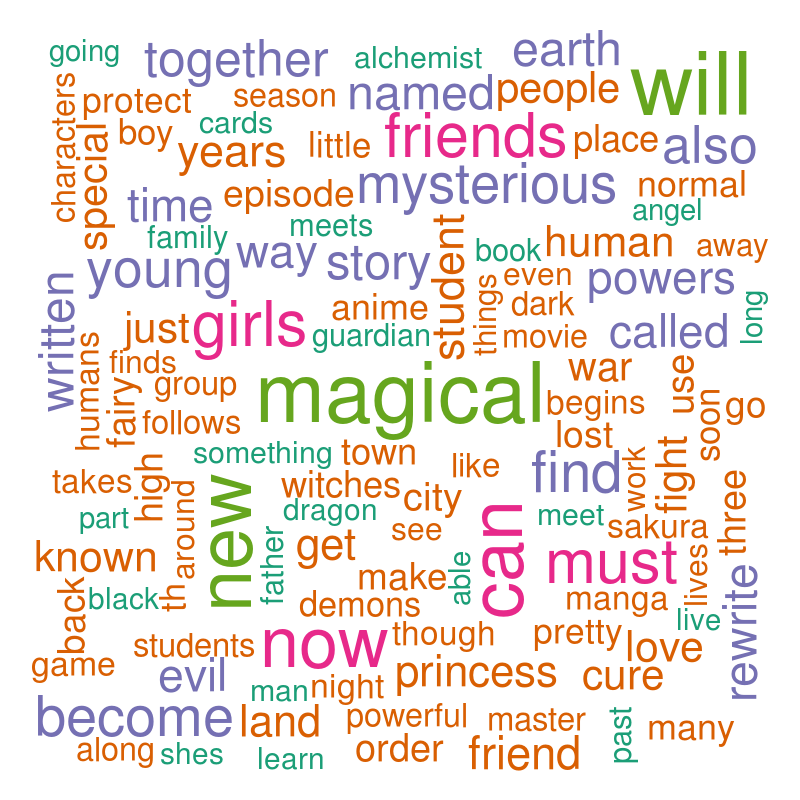 going
together
alchemist
earth
will
characters
protect
season
named
people
special
boy
cards
years
little
friends
place
also
time
episode
mysterious
normal
angel
family
meets
student
book
human
away
young
way
story
things
even
powers
written
just
girls
anime
guardian
dark
movie
called
long
humans
finds
fairy
group
follows
magical
war
begins
use
soon
go
lost
something
town
like
find
work
fight
three
takes
high
around
witches
city
part
new
dragon
see
can
meet
sakura
known
father
get
able
must
lives
back
black
th
make
demons
manga
live
rewrite
students
now
though
pretty
love
game
evil
man
night
princess
cure
become
land
powerful
master
past
many
along
shes
learn
order
friend